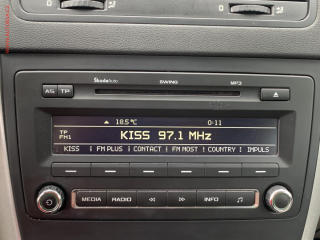 ŠkodaAuto SWING MP3
AS TP
18.5°C 0:11
TP
FM1
KISS 97.1 MHz
KISS FM PLUS CONTACT FM MOST COUNTRY IMPULS
MEDIA RADIO INFO